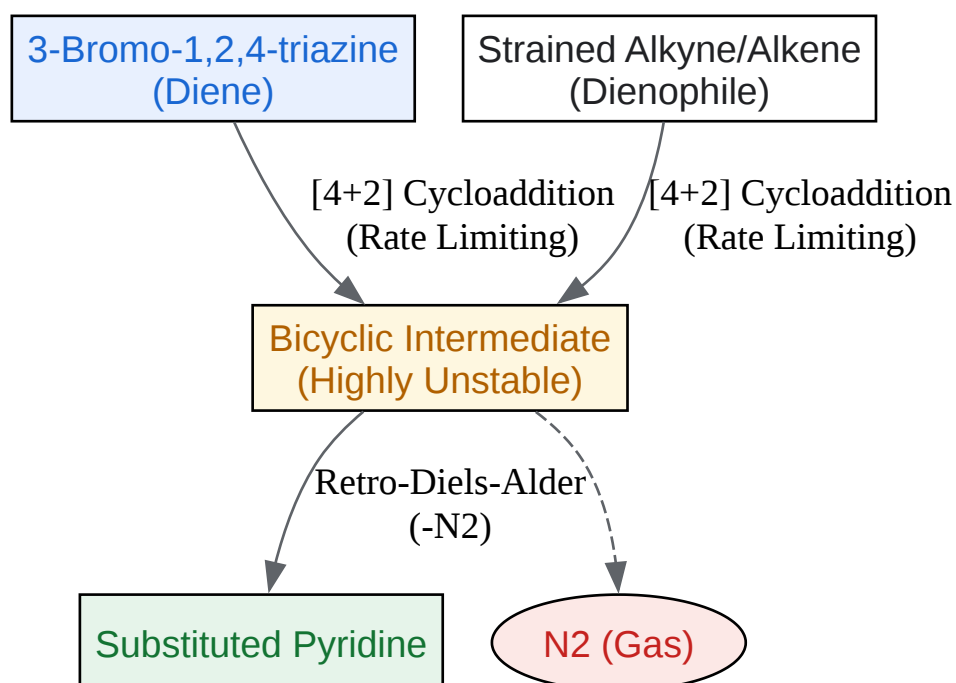 3-Bromo-1,2,4-triazine
(Diene)
Strained Alkyne/Alkene
(Dienophile)
[4+2] Cycloaddition
(Rate Limiting)
[4+2] Cycloaddition
(Rate Limiting)
Bicyclic Intermediate
(Highly Unstable)
Retro-Diels-Alder
(-N2)
Substituted Pyridine
N2 (Gas)